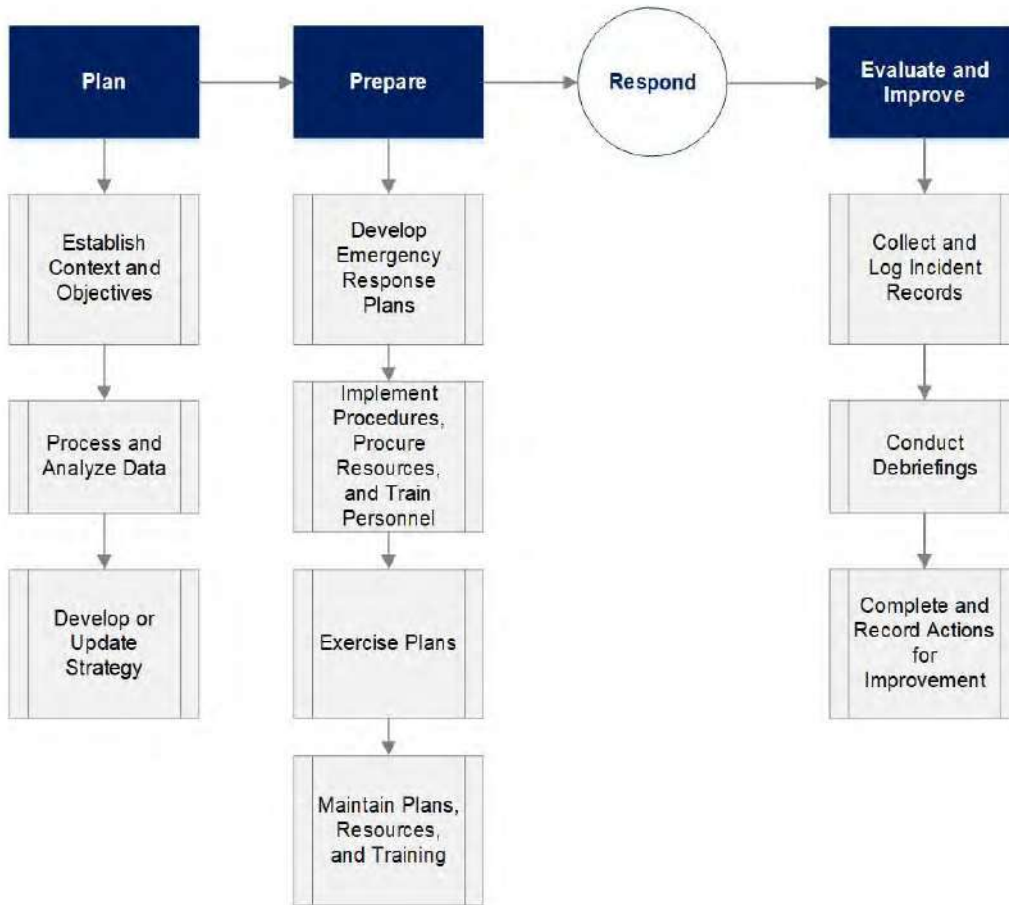 Plan
Prepare
Respond
Evaluate and
Improve
Establish
Context and
Objectives
Process and
Analyze Data
Develop or
Update
Strategy
Develop
Emergency
Response
Plans
Implement
Procedures,
Procure
Resources,
and Train
Personnel
Exercise Plans
Maintain Plans,
Resources,
and Training
Collect and
Log Incident
Records
Conduct
Debriefings
Complete and
Record Actions
for
Improvement